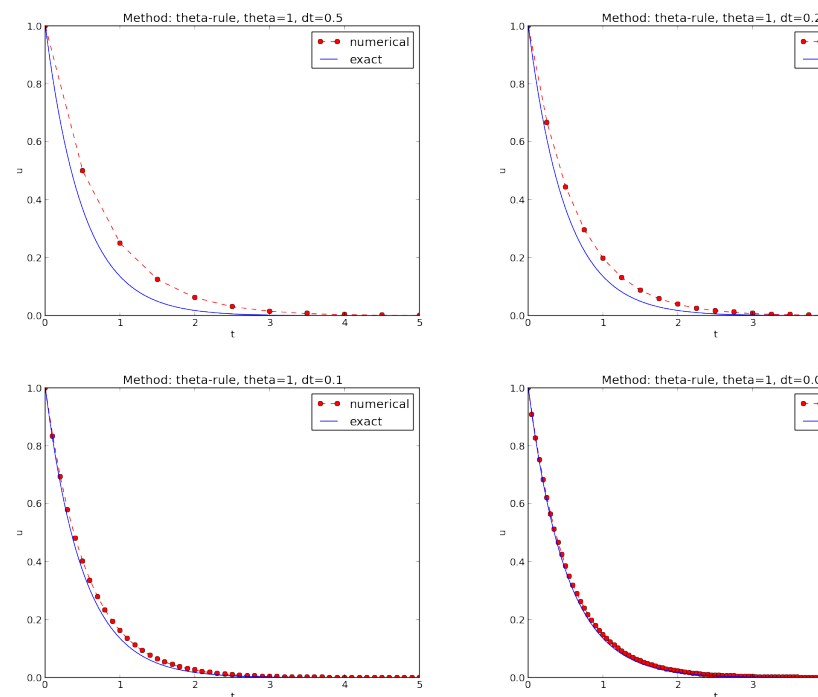 Method: theta-rule, theta=1, dt=0.5
1.0
0.8
0.6
0.4
0.2
0.0
u
numerical
exact
0 1 2 3 4 5
t
Method: theta-rule, theta=1, dt=0.2
1.0
0.8
0.6
0.4
0.2
0.0
u
0 1 2 3
t
Method: theta-rule, theta=1, dt=0.1
1.0
0.8
0.6
0.4
0.2
0.0
u
numerical
exact
0 1 2 3 4 5
t
Method: theta-rule, theta=1, dt=0.0
1.0
0.8
0.6
0.4
0.2
0.0
u
0 1 2 3
t